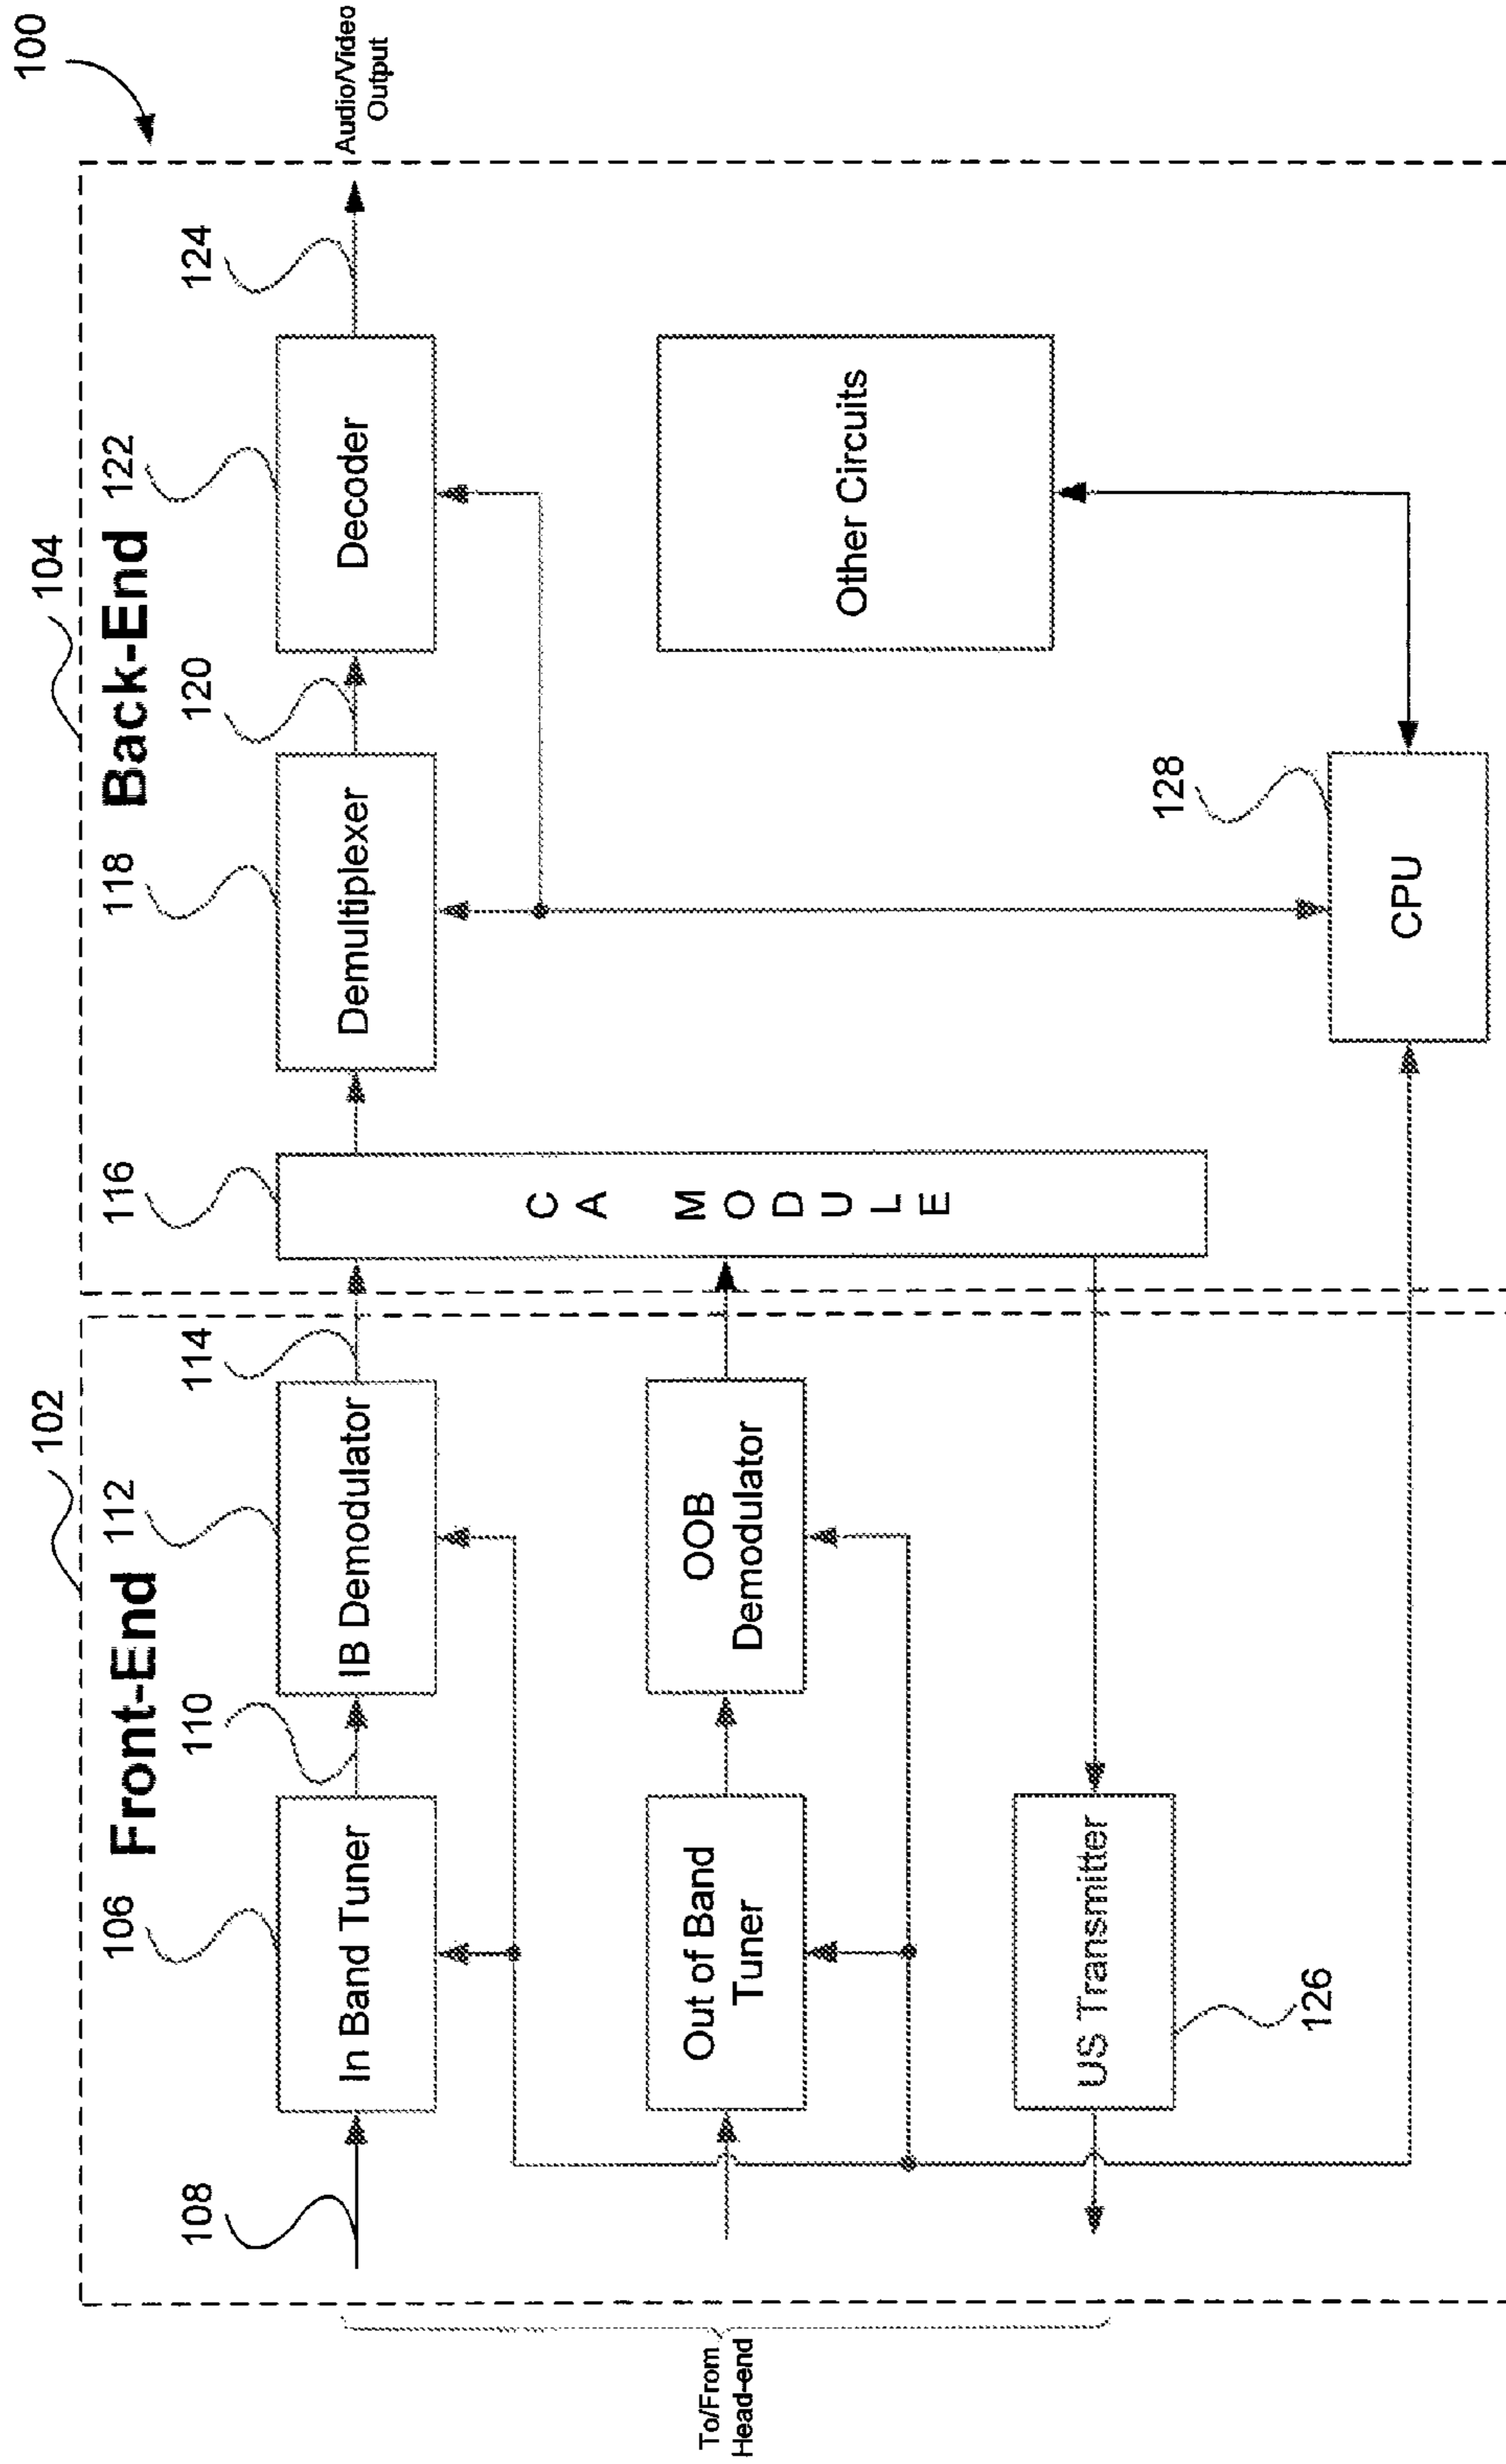 100
102
104
Front-End
Back-End
106
112
116
118
122
108
110
114
120
124
In Band Tuner
IB Demodulator
Demultiplexer
Decoder
Audio/Video
Output
CA MODULE
To/From
Head-end
Out of Band
Tuner
OOB
Demodulator
Other Circuits
US Transmitter
126
128
CPU